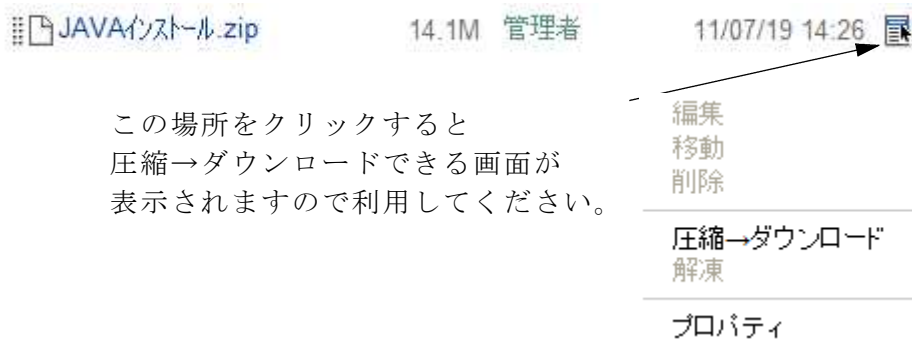 JAVAインストール.zip 14.1M 管理者 11/07/19 14:26
この場所をクリックすると
圧縮→ダウンロードできる画面が
表示されますので利用してください。
編集
移動
削除
圧縮→ダウンロード
解凍
プロパティ